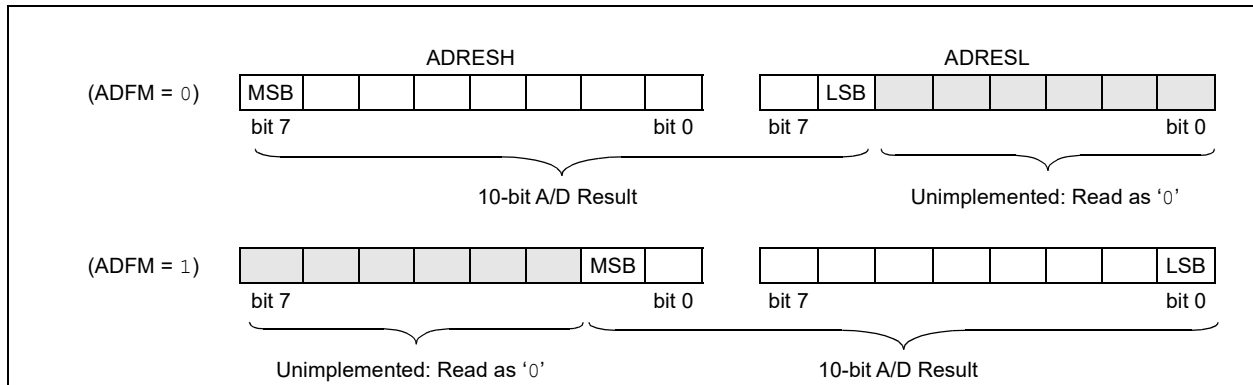 ADRESH ADRESL
(ADFM = 0) MSB LSB
bit 7 bit 0 bit 7 bit 0
10-bit A/D Result Unimplemented: Read as ‘0’
(ADFM = 1) MSB LSB
bit 7 bit 0 bit 7 bit 0
Unimplemented: Read as ‘0’ 10-bit A/D Result